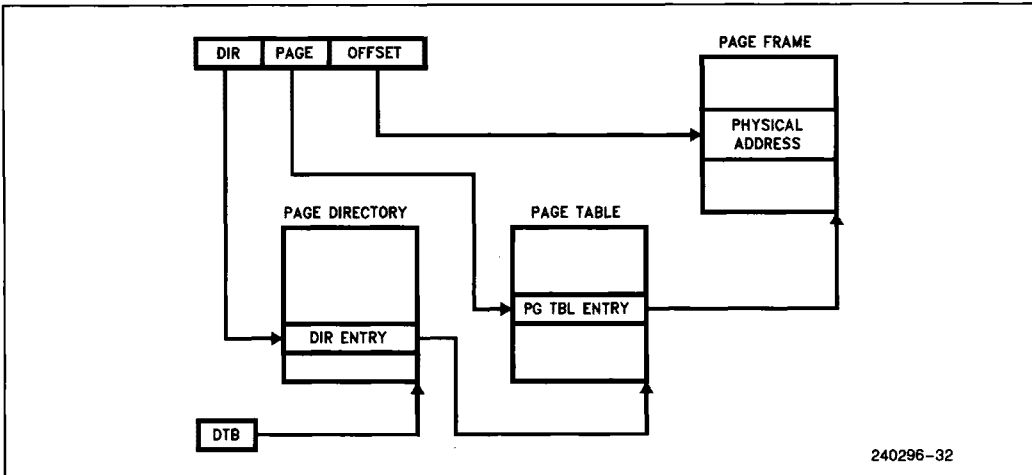 DIR PAGE OFFSET
PAGE FRAME
PHYSICAL
ADDRESS
PAGE DIRECTORY
PAGE TABLE
PG TBL ENTRY
DIR ENTRY
DTB
240296-32